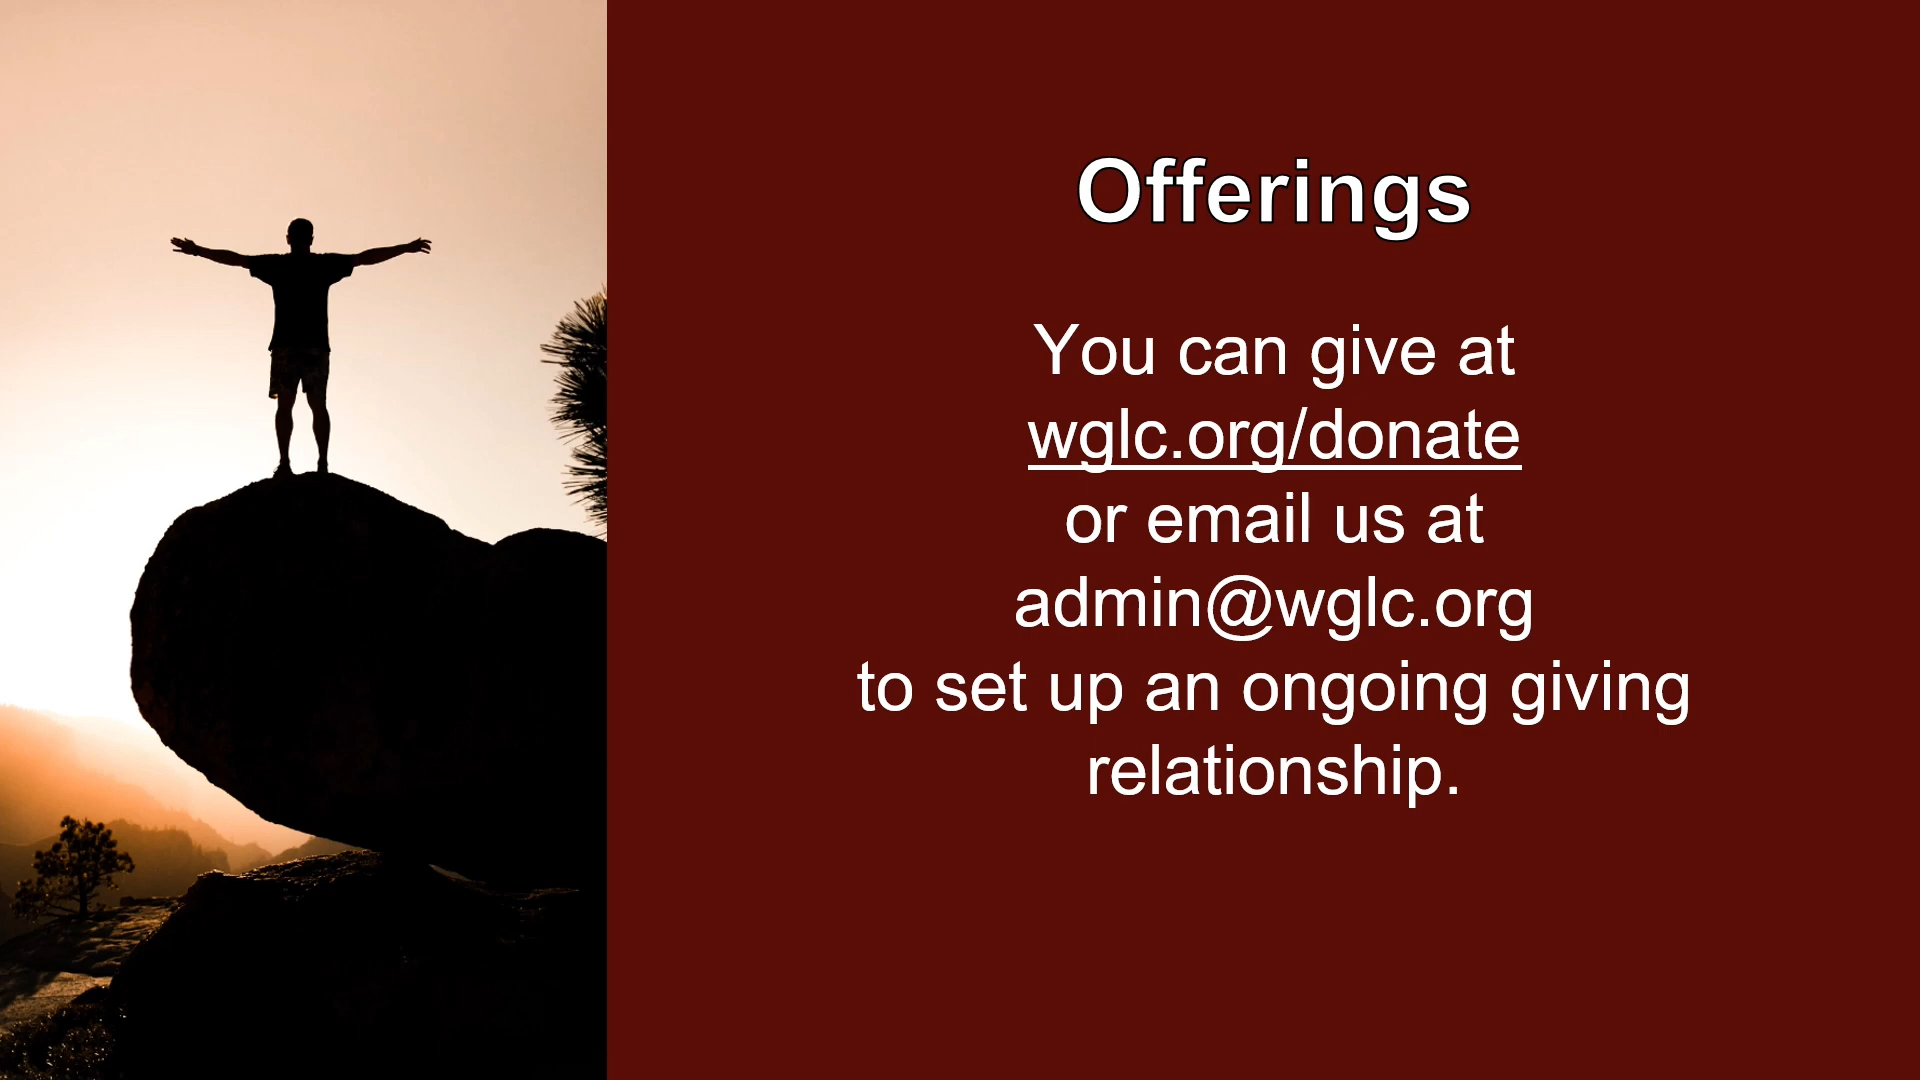 Offerings
You can give at
wglc.org/donate
or email us at
admin@wglc.org
to set up an ongoing giving
relationship.